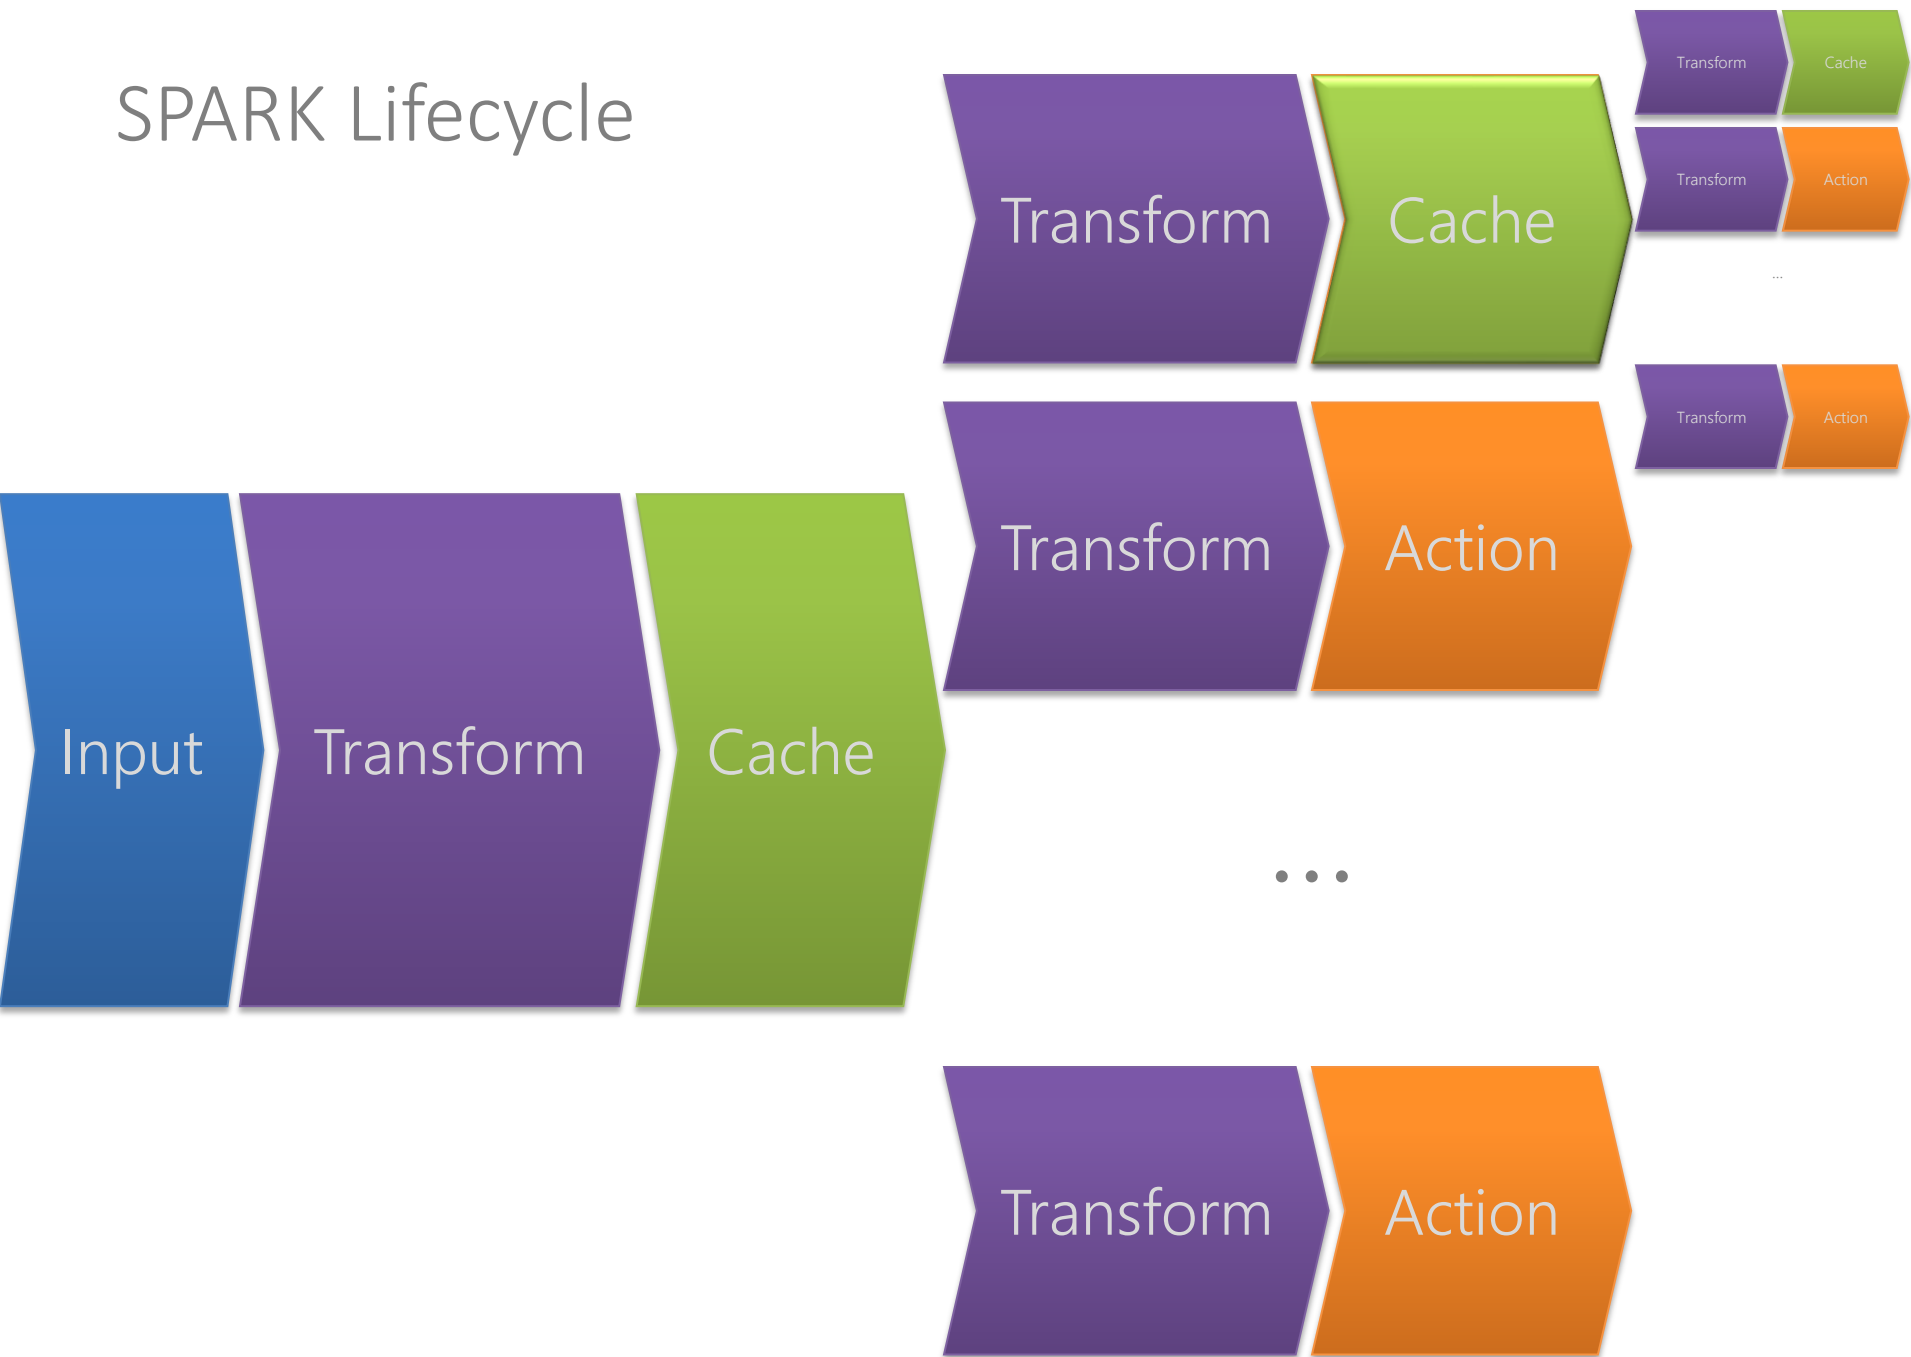 SPARK Lifecycle
Transform
Cache
Transform
Cache
Transform
Action
...
Transform
Action
Transform
Action
Input
Transform
Cache
...
Transform
Action